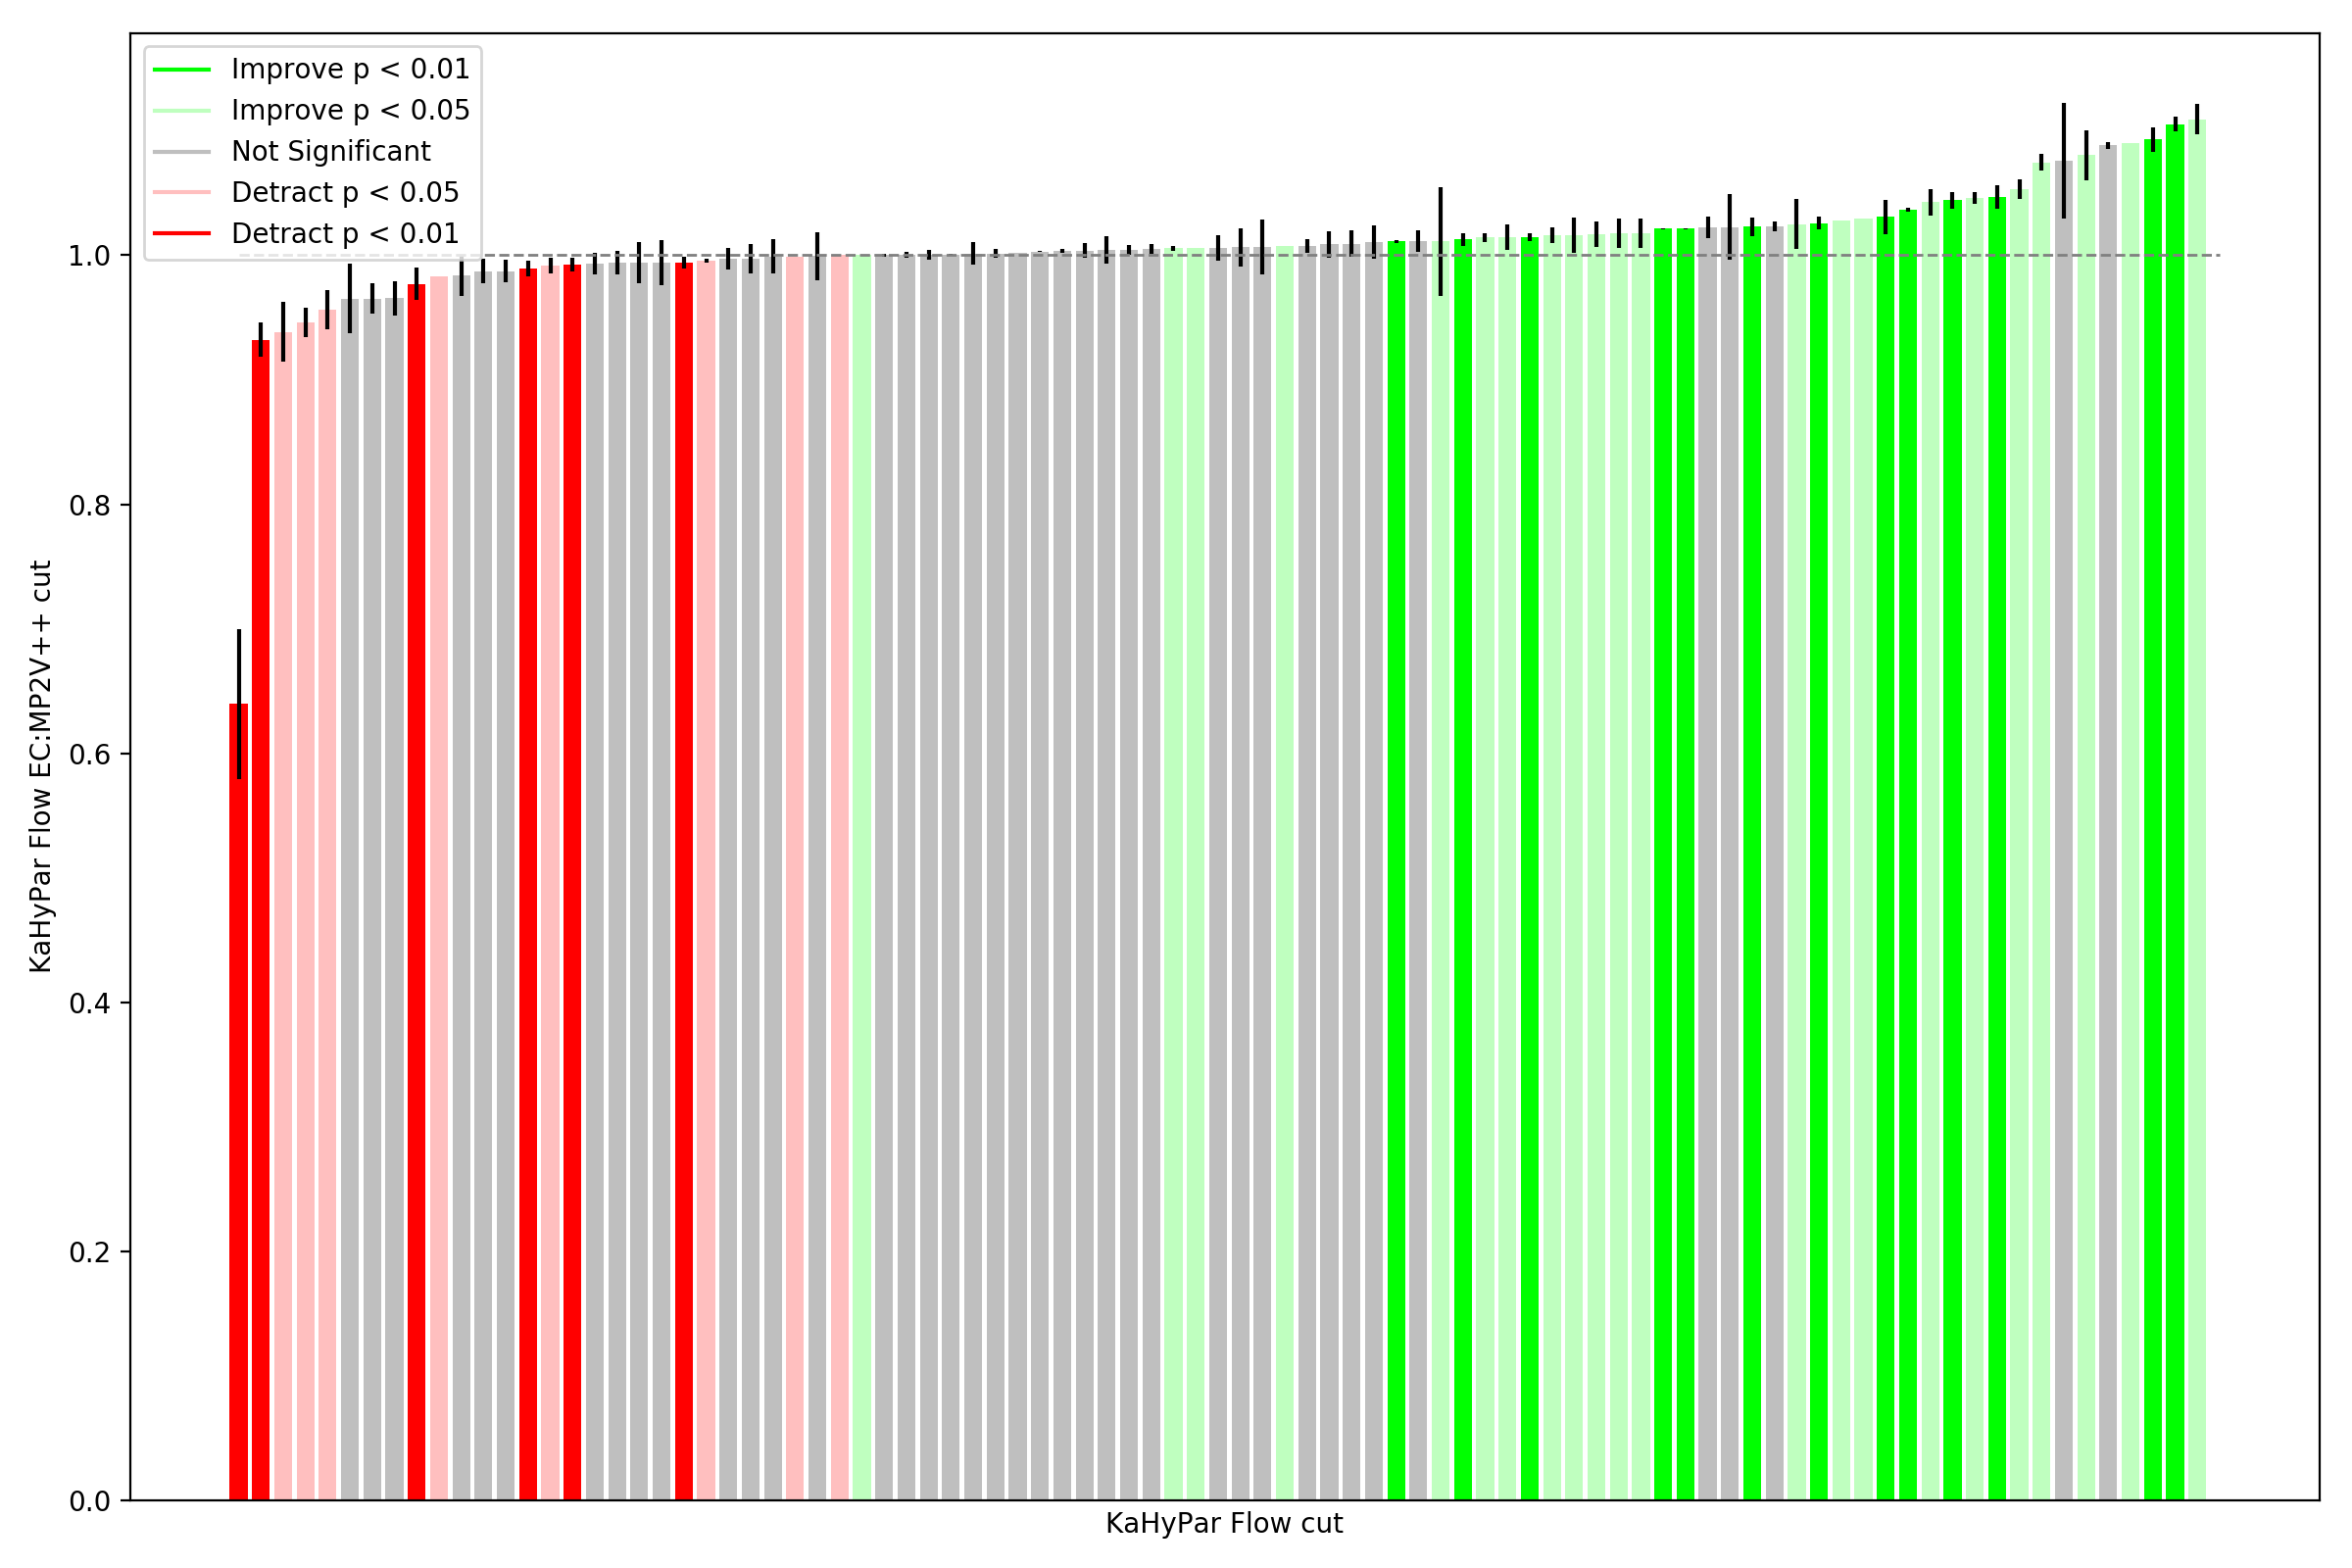 Improve p < 0.01
Improve p < 0.05
Not Significant
Detract p < 0.05
Detract p < 0.01
1.0
0.8
0.6
0.4
0.2
0.0
KaHyPar Flow EC:MP2V++ cut
KaHyPar Flow cut